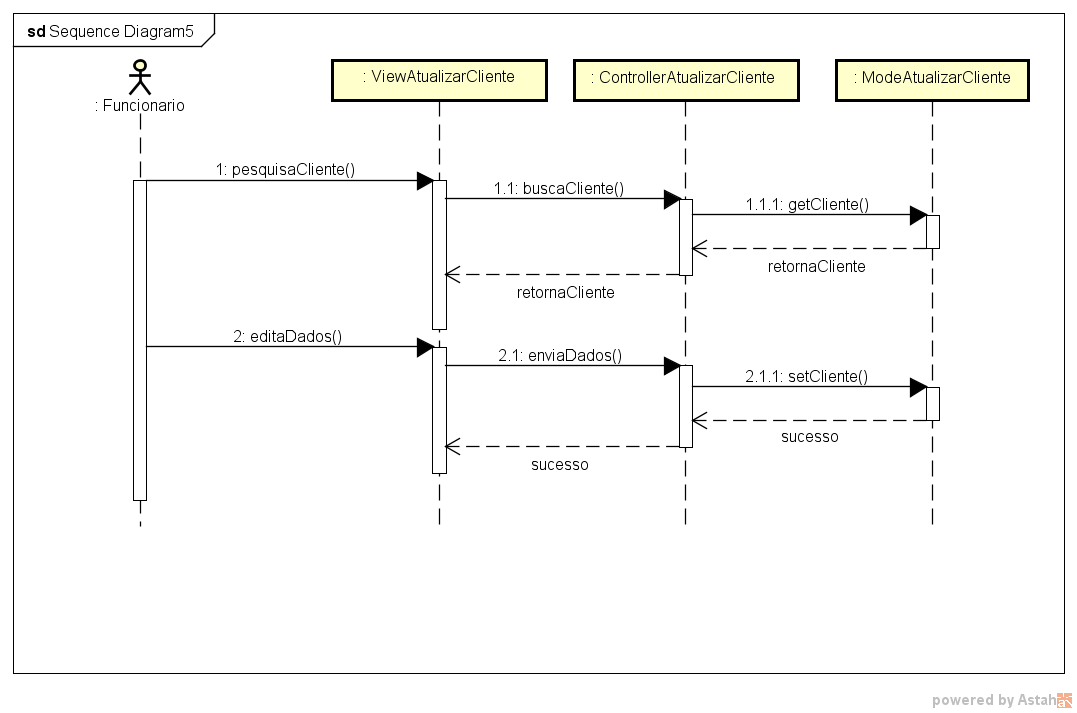 sd Sequence Diagram5
: Funcionario
: ViewAtualizarCliente
: ControllerAtualizarCliente
: ModeAtualizarCliente
1: pesquisaCliente()
1.1: buscaCliente()
1.1.1: getCliente()
retornaCliente
retornaCliente
2: editaDados()
2.1: enviaDados()
2.1.1: setCliente()
sucesso
sucesso
powered by Astah